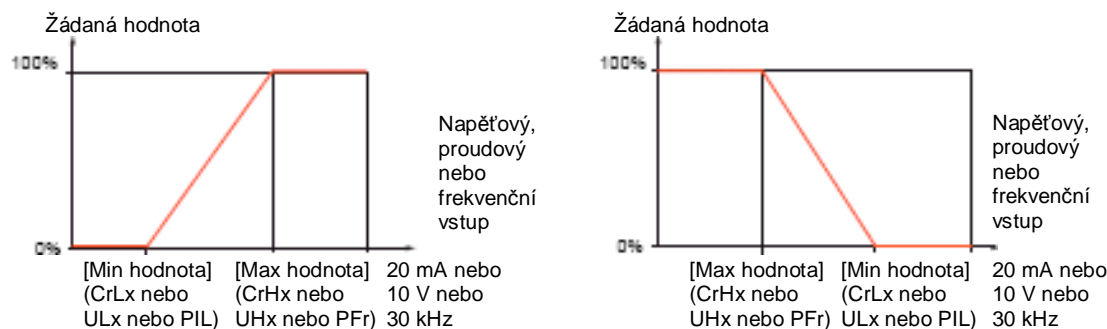 Žádaná hodnota
100%
0%
Napěťový,
proudový
nebo
frekvenční
vstup
[Min hodnota]
(CrLx nebo
ULx nebo PIL)
[Max hodnota]
(CrHx nebo
UHx nebo PFr)
20 mA nebo
10 V nebo
30 kHz
Žádaná hodnota
100%
0%
Napěťový,
proudový
nebo
frekvenční
vstup
[Max hodnota]
(CrHx nebo
UHx nebo PFr)
[Min hodnota]
(CrLx nebo
ULx nebo PIL)
20 mA nebo
10 V nebo
30 kHz